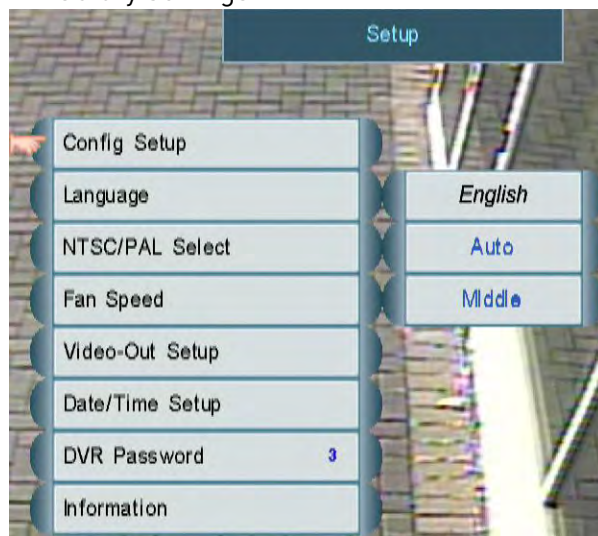 Setup
Config Setup
Language English
NTSC/PAL Select Auto
Fan Speed Middle
Video-Out Setup
Date/Time Setup
DVR Password 3
Information